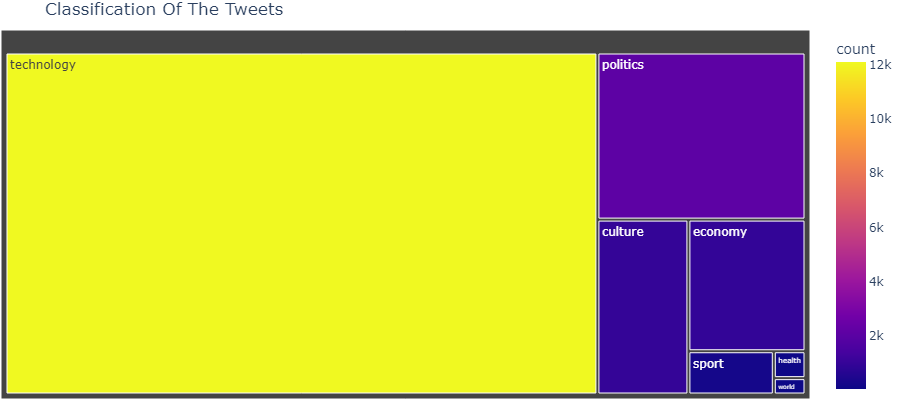 Classification Of The Tweets
technology
politics
culture
economy
sport
health
world
count
12k
10k
8k
6k
4k
2k